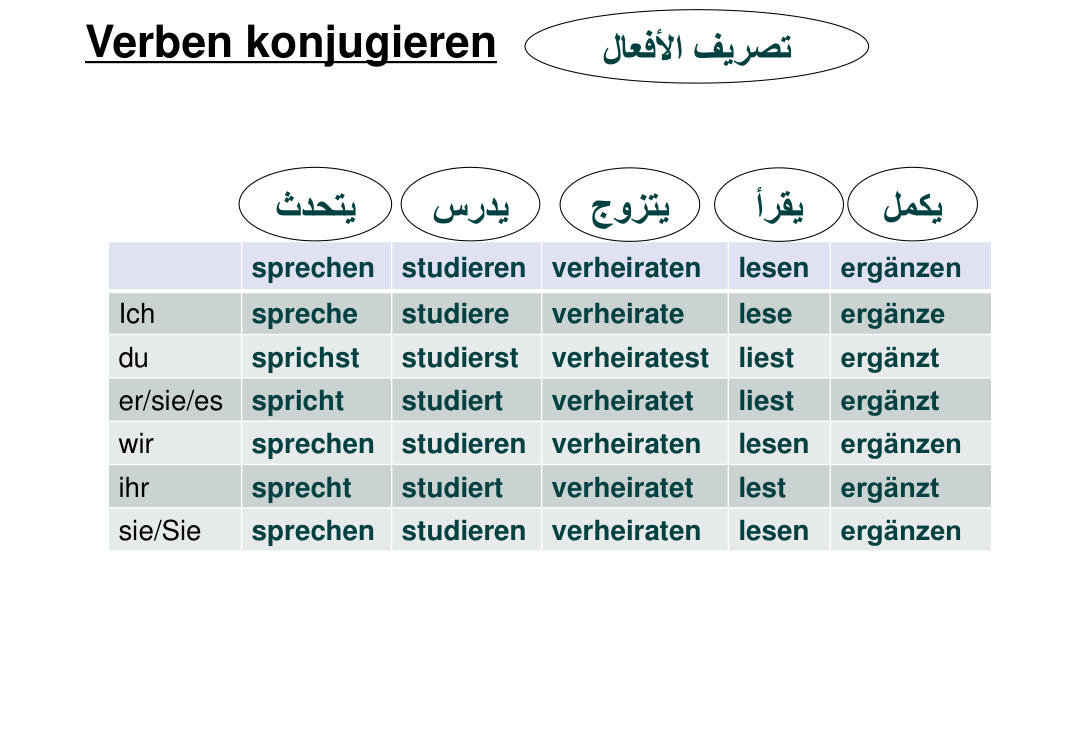 Verben konjugieren تصريف الأفعال
يتحدث يدرس يتزوج يقرأ يكمل
sprechen studieren verheiraten lesen ergänzen
Ich spreche studiere verheirate lese ergänze
du sprichst studierst verheiratest liest ergänzt
er/sie/es spricht studiert verheiratet liest ergänzt
wir sprechen studieren verheiraten lesen ergänzen
ihr sprecht studiert verheiratet lest ergänzt
sie/Sie sprechen studieren verheiraten lesen ergänzen